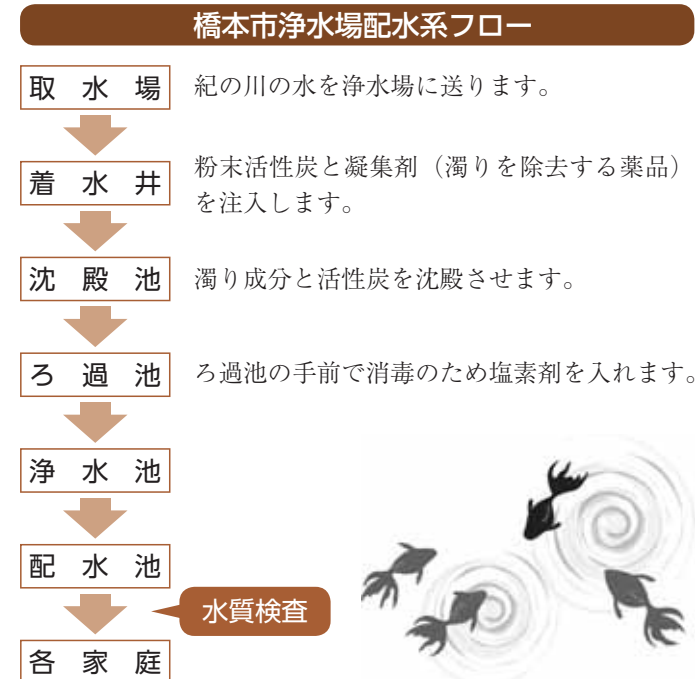 橋本市浄水場配水系フロー
取水場
紀の川の水を浄水場に送ります。
着水井
粉末活性炭と凝集剤（濁りを除去する薬品）
を注入します。
沈殿池
濁り成分と活性炭を沈殿させます。
ろ過池
ろ過池の手前で消毒のため塩素剤を入れます。
浄水池
配水池
水質検査
各家庭